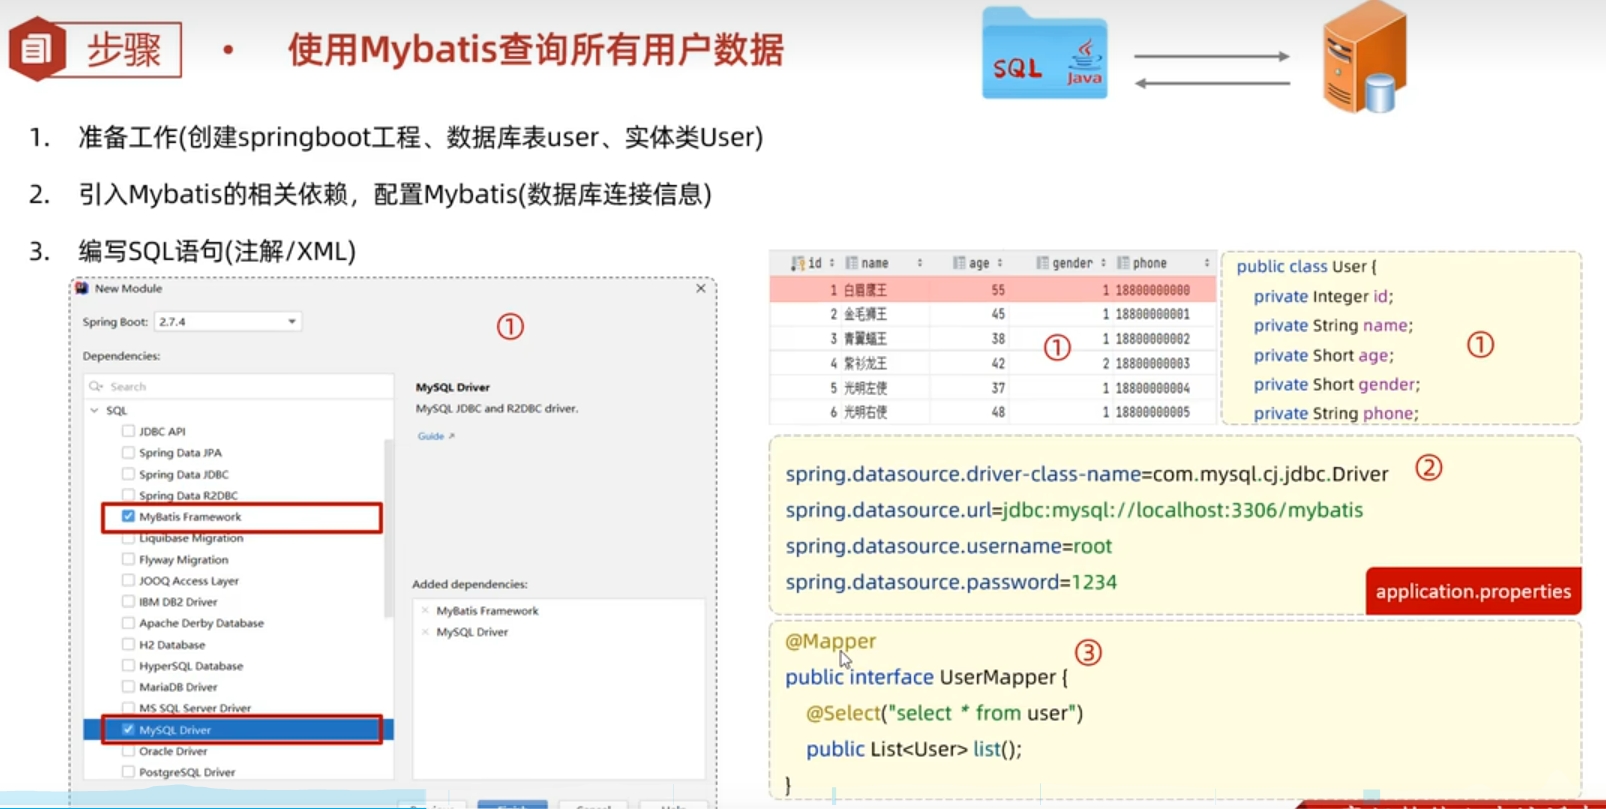 步骤
· 使用Mybatis查询所有用户数据
SQL
Java
1. 准备工作(创建springboot工程、数据库表user、实体类User)
2. 引入Mybatis的相关依赖，配置Mybatis(数据库连接信息)
3. 编写SQL语句(注解/XML)
New Module
Spring Boot: 2.7.4
①
Dependencies:
Search
SQL
JDBC API
Spring Data JPA
Spring Data JDBC
Spring Data R2DBC
MyBatis Framework
Liquibase Migration
Flyway Migration
JOOQ Access Layer
IBM DB2 Driver
Apache Derby Database
H2 Database
HyperSQL Database
MariaDB Driver
MS SQL Server Driver
MySQL Driver
Oracle Driver
PostgreSQL Driver
MySQL Driver
MySQL JDBC and R2DBC driver.
Guide
Added dependencies:
MyBatis Framework
MySQL Driver
id name age gender phone
1 白眉鹰王 55 1 18800000000
2 金毛狮王 45 1 18800000001
3 青翼蝠王 38 1 18800000002
4 紫衫龙王 42 2 18800000003
5 光明左使 37 1 18800000004
6 光明右使 48 1 18800000005
①
public class User {
private Integer id;
private String name;
private Short age;
private Short gender;
private String phone;
①
spring.datasource.driver-class-name=com.mysql.cj.jdbc.Driver
spring.datasource.url=jdbc:mysql://localhost:3306/mybatis
spring.datasource.username=root
spring.datasource.password=1234
②
application.properties
@Mapper
public interface UserMapper {
@Select("select * from user")
public List<User> list();
}
③